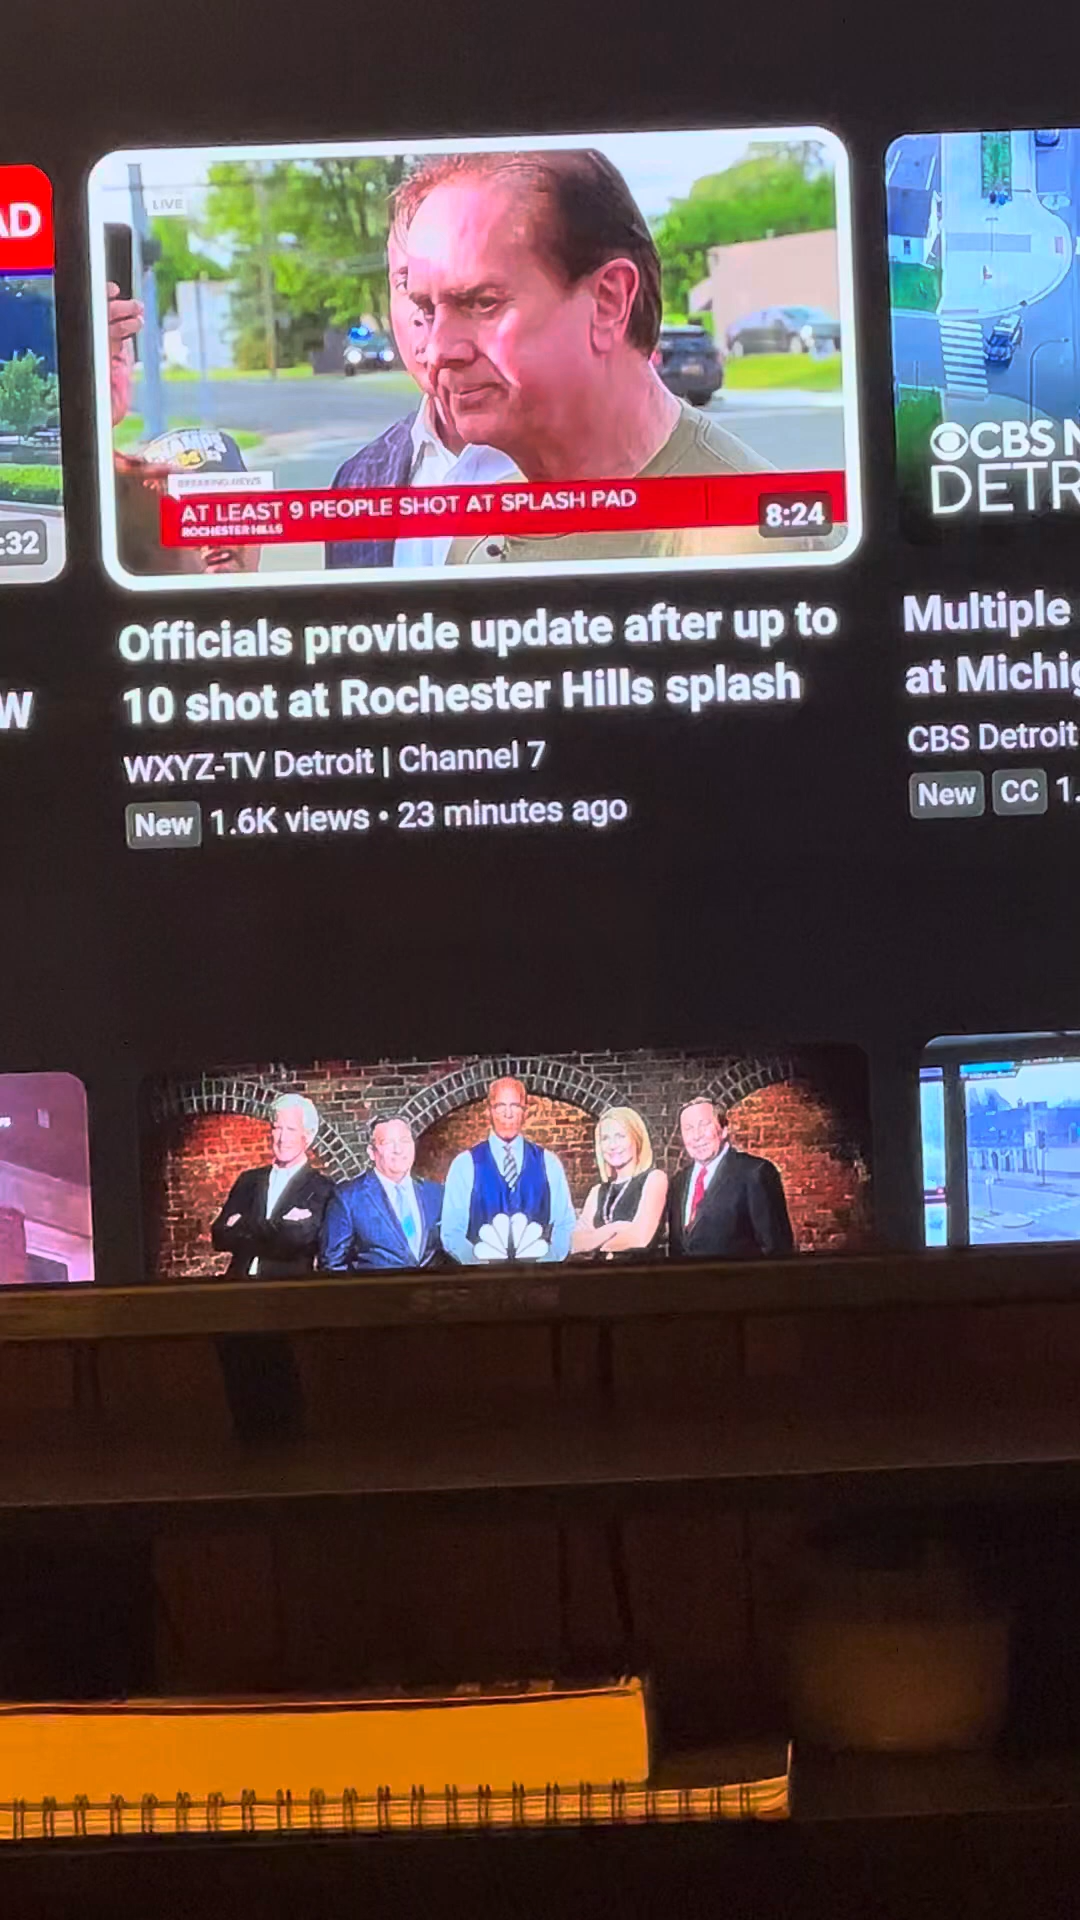 AD
LIVE
BREAKING NEWS
AT LEAST 9 PEOPLE SHOT AT SPLASH PAD
ROCHESTER HILLS
8:24
:32
CBS N
DETR
Officials provide update after up to
10 shot at Rochester Hills splash
WXYZ-TV Detroit | Channel 7
New 1.6K views • 23 minutes ago
W
Multiple
at Michig
CBS Detroit
New CC 1.